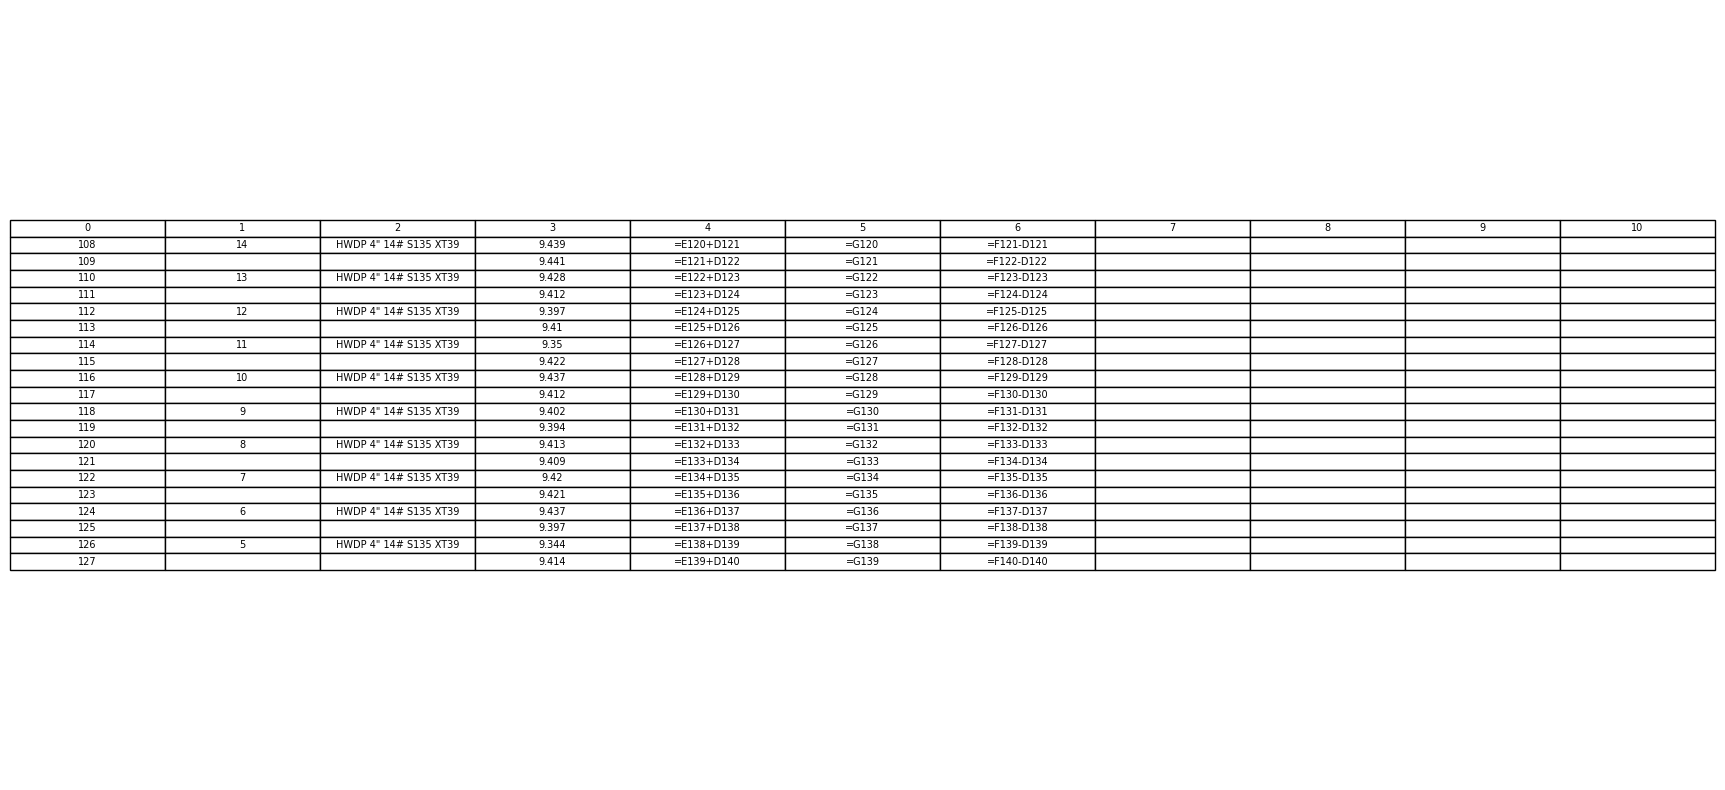 0 1 2 3 4 5 6 7 8 9 10
108 14 HWDP 4" 14# S135 XT39 9.439 =E120+D121 =G120 =F121-D121
109 9.441 =E121+D122 =G121 =F122-D122
110 13 HWDP 4" 14# S135 XT39 9.428 =E122+D123 =G122 =F123-D123
111 9.412 =E123+D124 =G123 =F124-D124
112 12 HWDP 4" 14# S135 XT39 9.397 =E124+D125 =G124 =F125-D125
113 9.41 =E125+D126 =G125 =F126-D126
114 11 HWDP 4" 14# S135 XT39 9.35 =E126+D127 =G126 =F127-D127
115 9.422 =E127+D128 =G127 =F128-D128
116 10 HWDP 4" 14# S135 XT39 9.437 =E128+D129 =G128 =F129-D129
117 9.412 =E129+D130 =G129 =F130-D130
118 9 HWDP 4" 14# S135 XT39 9.402 =E130+D131 =G130 =F131-D131
119 9.394 =E131+D132 =G131 =F132-D132
120 8 HWDP 4" 14# S135 XT39 9.413 =E132+D133 =G132 =F133-D133
121 9.409 =E133+D134 =G133 =F134-D134
122 7 HWDP 4" 14# S135 XT39 9.42 =E134+D135 =G134 =F135-D135
123 9.421 =E135+D136 =G135 =F136-D136
124 6 HWDP 4" 14# S135 XT39 9.437 =E136+D137 =G136 =F137-D137
125 9.397 =E137+D138 =G137 =F138-D138
126 5 HWDP 4" 14# S135 XT39 9.344 =E138+D139 =G138 =F139-D139
127 9.414 =E139+D140 =G139 =F140-D140